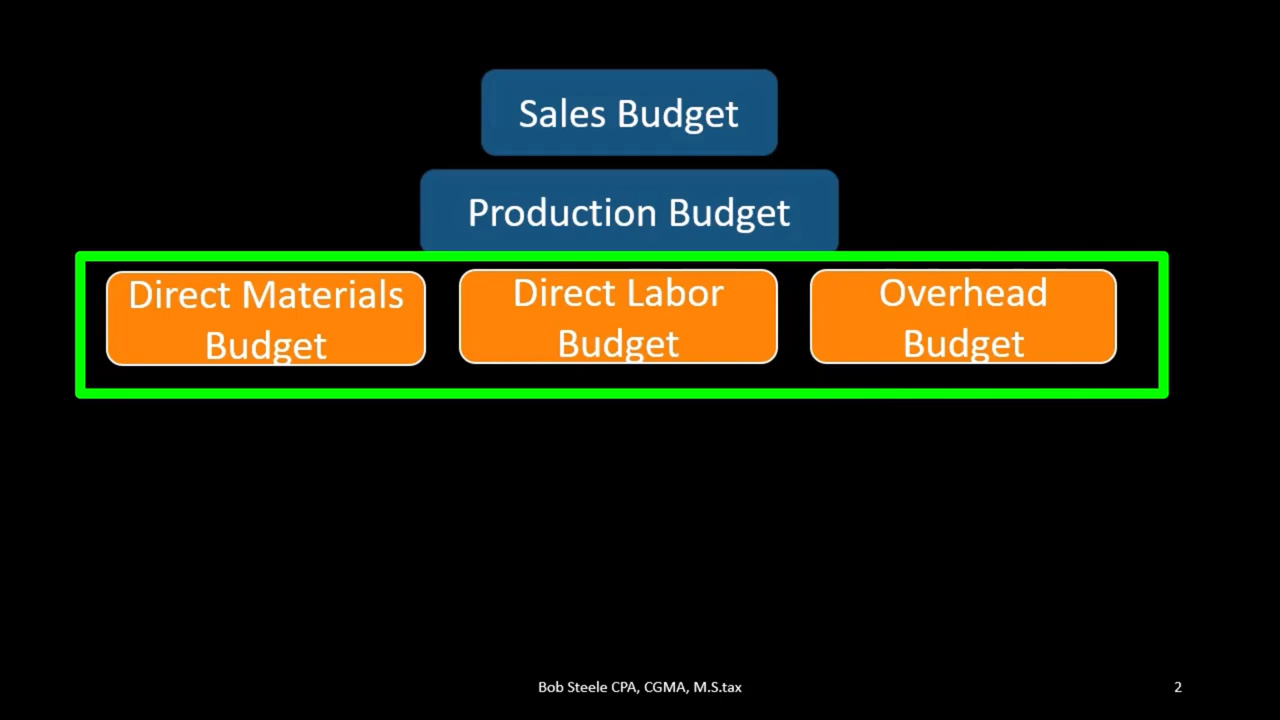 Sales Budget
Production Budget
Direct Materials
Budget
Direct Labor
Budget
Overhead
Budget
Bob Steele CPA, CGMA, M.S.tax
2